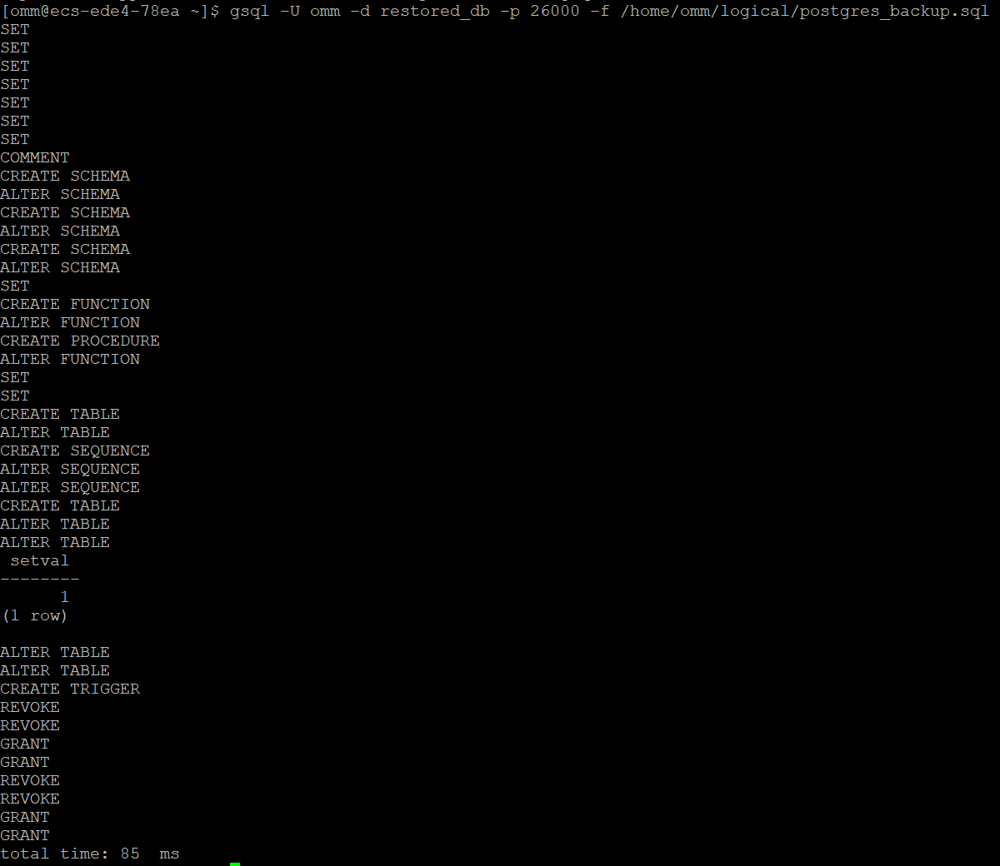 [omm@ecs-ede4-78ea ~]$ gsql -U omm -d restored_db -p 26000 -f /home/omm/logical/postgres_backup.sql
SET
SET
SET
SET
SET
SET
SET
COMMENT
CREATE SCHEMA
ALTER SCHEMA
CREATE SCHEMA
ALTER SCHEMA
CREATE SCHEMA
ALTER SCHEMA
SET
CREATE FUNCTION
ALTER FUNCTION
CREATE PROCEDURE
ALTER FUNCTION
SET
SET
CREATE TABLE
ALTER TABLE
CREATE SEQUENCE
ALTER SEQUENCE
ALTER SEQUENCE
CREATE TABLE
ALTER TABLE
ALTER TABLE
 setval
--------
      1
(1 row)

ALTER TABLE
ALTER TABLE
CREATE TRIGGER
REVOKE
REVOKE
GRANT
GRANT
REVOKE
REVOKE
GRANT
GRANT
total time: 85  ms